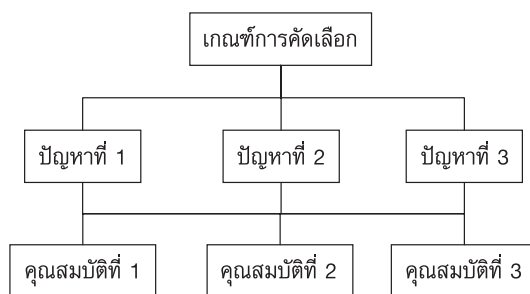 เกณฑ์การคัดเลือก
ปัญหาที่ 1
ปัญหาที่ 2
ปัญหาที่ 3
คุณสมบัติที่ 1
คุณสมบัติที่ 2
คุณสมบัติที่ 3